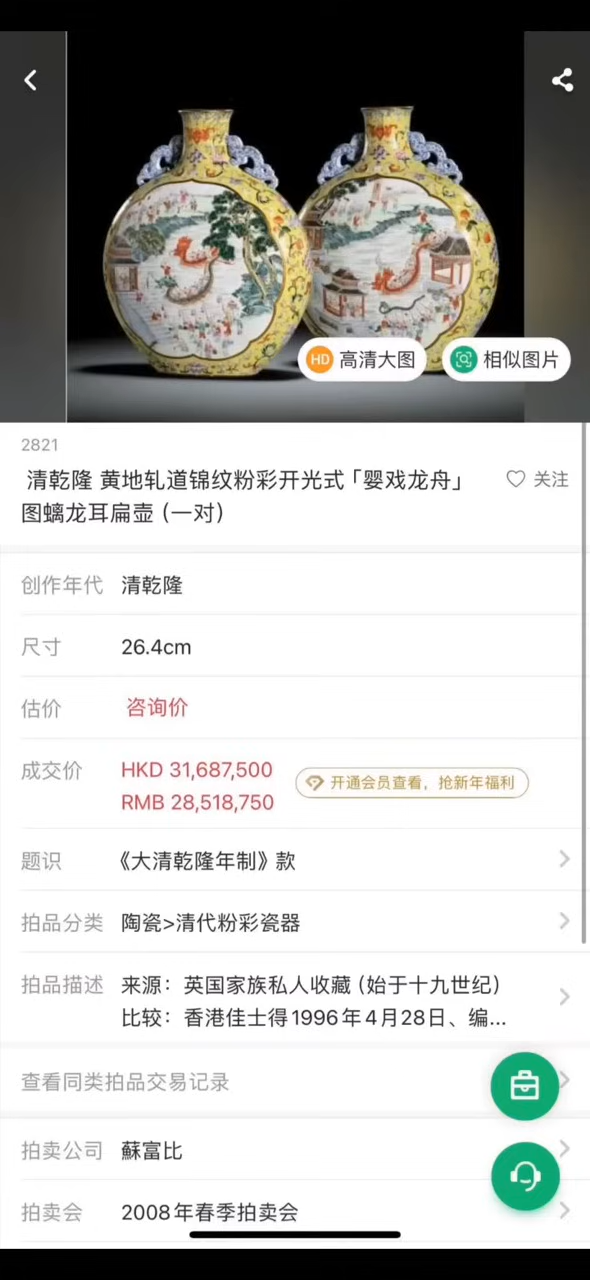 HD 高清大图
相似图片
2821
清乾隆 黄地轧道锦纹粉彩开光式「婴戏龙舟」
关注
图螭龙耳扁壶（一对）
创作年代 清乾隆
尺寸 26.4cm
估价 咨询价
成交价 HKD 31,687,500
RMB 28,518,750
开通会员查看，抢新年福利
题识 《大清乾隆年制》款
拍品分类 陶瓷>清代粉彩瓷器
拍品描述 来源：英国家族私人收藏（始于十九世纪）
比较：香港佳士得1996年4月28日、编...
查看同类拍品交易记录
拍卖公司 蘇富比
拍卖会 2008年春季拍卖会